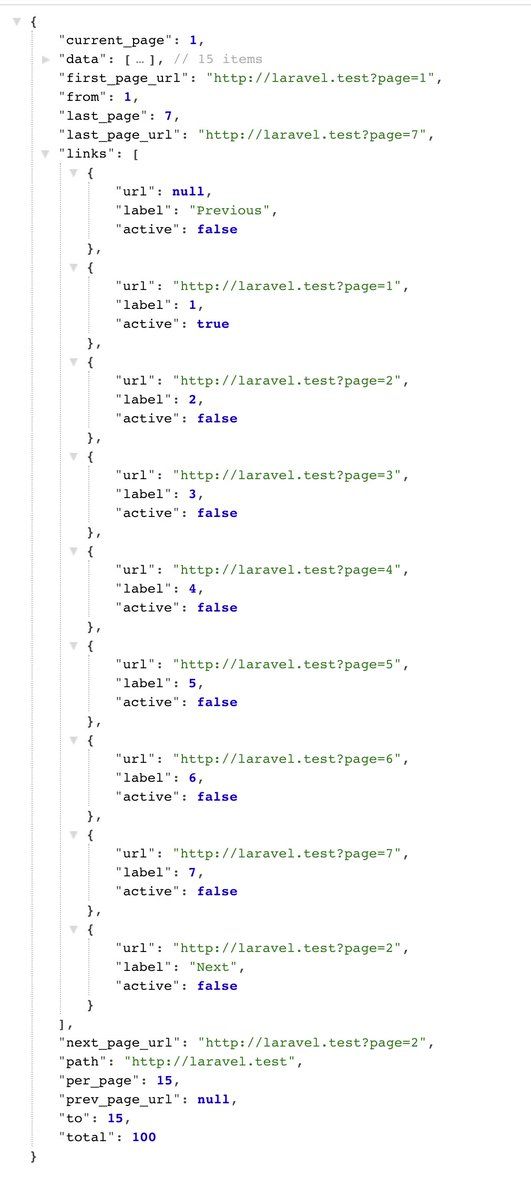 {
"current_page": 1,
"data": [ … ], // 15 items
"first_page_url": "http://laravel.test?page=1",
"from": 1,
"last_page": 7,
"last_page_url": "http://laravel.test?page=7",
"links": [
{
"url": null,
"label": "Previous",
"active": false
},
{
"url": "http://laravel.test?page=1",
"label": 1,
"active": true
},
{
"url": "http://laravel.test?page=2",
"label": 2,
"active": false
},
{
"url": "http://laravel.test?page=3",
"label": 3,
"active": false
},
{
"url": "http://laravel.test?page=4",
"label": 4,
"active": false
},
{
"url": "http://laravel.test?page=5",
"label": 5,
"active": false
},
{
"url": "http://laravel.test?page=6",
"label": 6,
"active": false
},
{
"url": "http://laravel.test?page=7",
"label": 7,
"active": false
},
{
"url": "http://laravel.test?page=2",
"label": "Next",
"active": false
}
],
"next_page_url": "http://laravel.test?page=2",
"path": "http://laravel.test",
"per_page": 15,
"prev_page_url": null,
"to": 15,
"total": 100
}